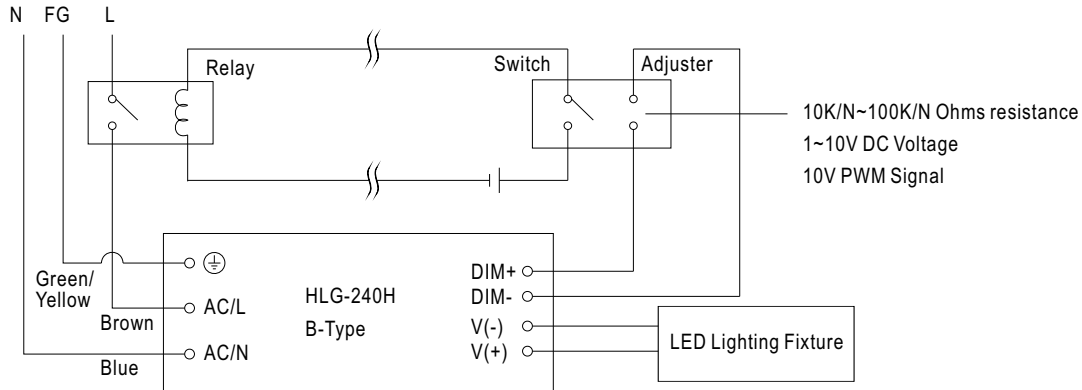 N FG L
Relay
Switch
Adjuster
10K/N~100K/N Ohms resistance
1~10V DC Voltage
10V PWM Signal
Green/
Yellow
Brown
Blue
AC/L
AC/N
HLG-240H
B-Type
DIM+
DIM-
V(-)
V(+)
LED Lighting Fixture